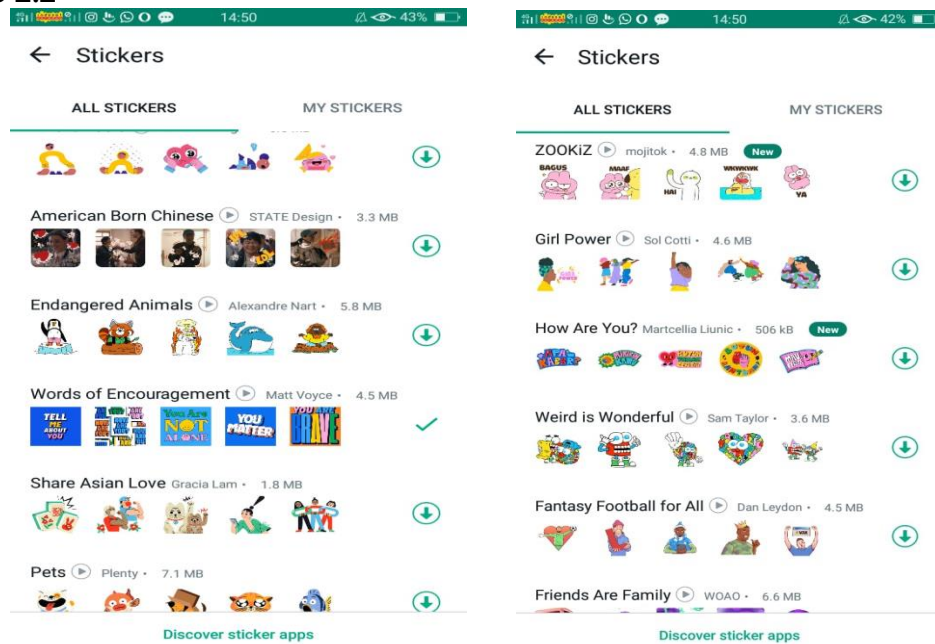 14:50 43%
Stickers
ALL STICKERS MY STICKERS
American Born Chinese STATE Design • 3.3 MB
Endangered Animals Alexandre Nart • 5.8 MB
Words of Encouragement Matt Voyce • 4.5 MB
TELL ME ABOUT YOU
You Are NOT ALONE
YOU MATTER
YOU ARE BRAVE
Share Asian Love Gracia Lam • 1.8 MB
Pets Plenty • 7.1 MB
Discover sticker apps
14:50 42%
Stickers
ALL STICKERS MY STICKERS
ZOOKiZ mojitok • 4.8 MB New
BAGUS MAAF HAI WKWKWK YA
Girl Power Sol Cotti • 4.6 MB
How Are You? Martcellia Liunic • 506 kB New
APA KABAR?
Weird is Wonderful Sam Taylor • 3.6 MB
Fantasy Football for All Dan Leydon • 4.5 MB
Friends Are Family WOAO • 6.6 MB
Discover sticker apps